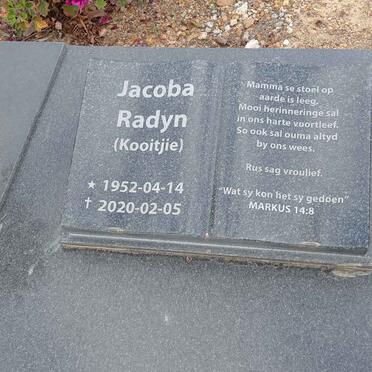 Jacoba
Radyn
(Kooitjie)
★ 1952-04-14
✝ 2020-02-05
Mamma se stoel op
aarde is leeg.
Mooi herinneringe sal
in ons harte voortleef.
So ook sal ouma altyd
by ons wees.
Rus sag vroulief.
"Wat sy kon het sy gedoen"
MARKUS 14:8